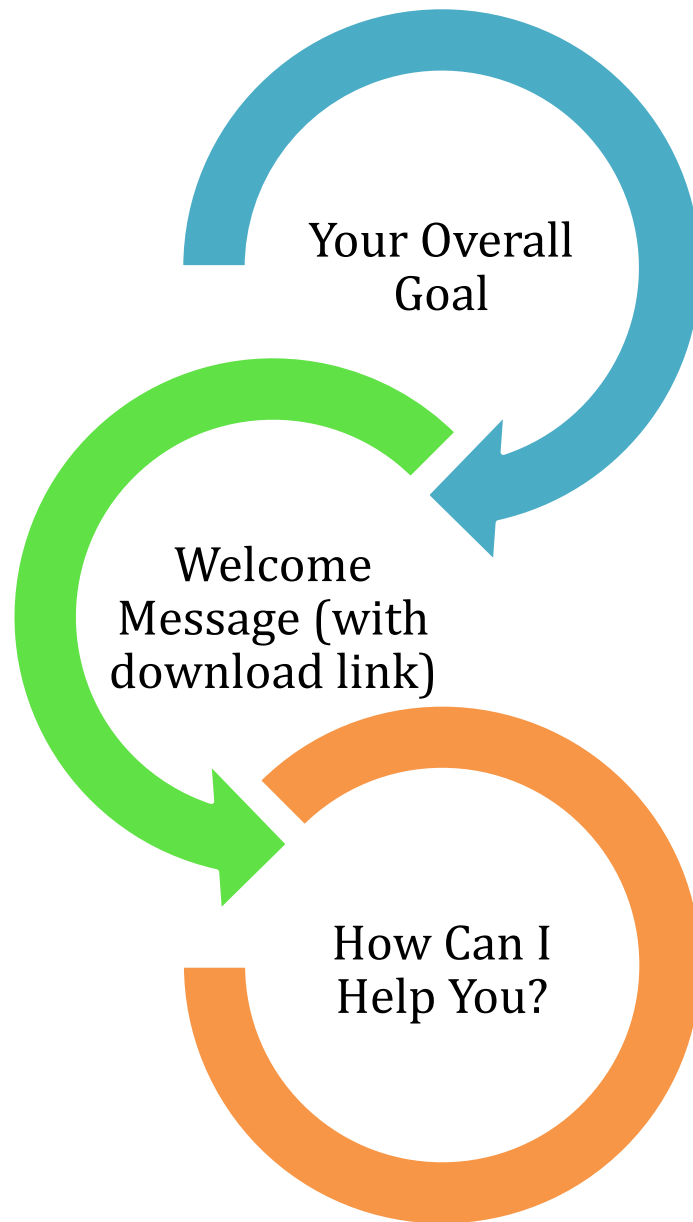 Your Overall
Goal
Welcome
Message (with
download link)
How Can I
Help You?